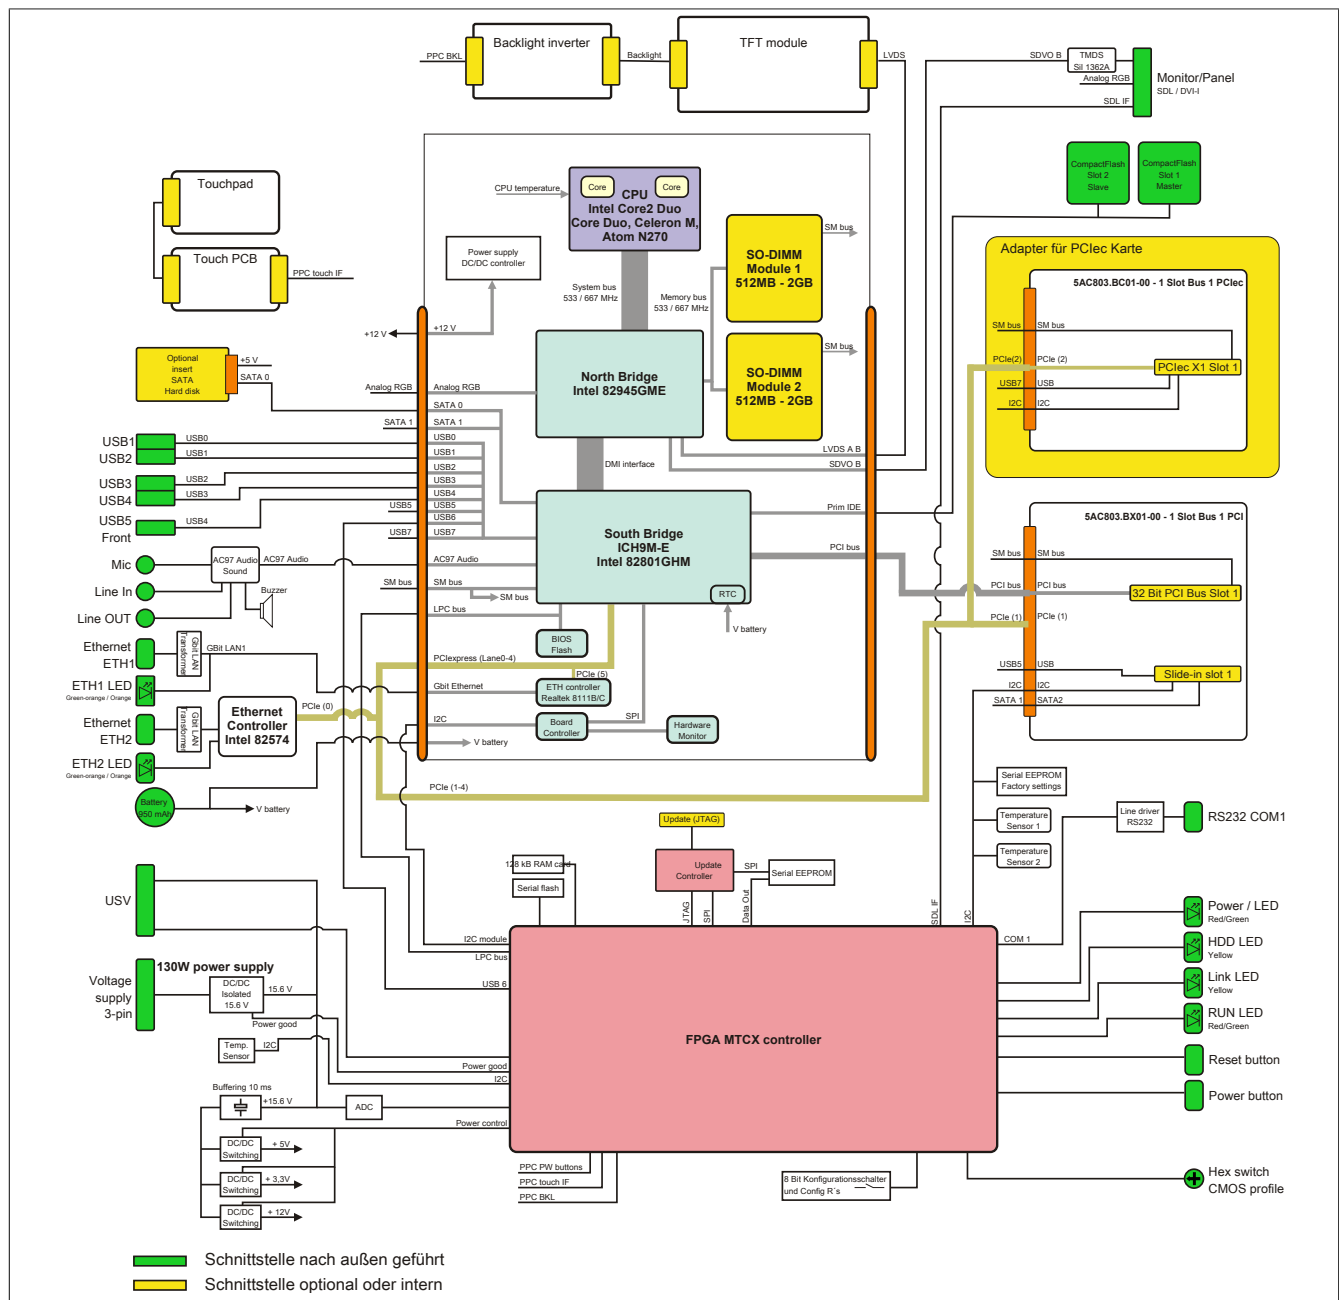 Backlight inverter
TFT module
PPC BKL
Backlight
LVDS
SDVO B
TMDS
Sil 1362A
Analog RGB
SDL IF
Monitor/Panel
SDL / DVI-I
CompactFlash
Slot 2
Slave
CompactFlash
Slot 1
Master
Touchpad
Touch PCB
PPC touch IF
CPU temperature
Core
Core
CPU
Intel Core2 Duo
Core Duo, Celeron M,
Atom N270
Power supply
DC/DC controller
System bus
533 / 667 MHz
Memory bus
533 / 667 MHz
SO-DIMM
Module 1
512MB - 2GB
SM bus
SO-DIMM
Module 2
512MB - 2GB
SM bus
Adapter für PCIec Karte
5AC803.BC01-00 - 1 Slot Bus 1 PCIec
SM bus
SM bus
PCIe(2)
PCIe (2)
PCIec X1 Slot 1
USB7
USB
I2C
I2C
+12 V
+12 V
Optional
insert
SATA
Hard disk
+5 V
SATA 0
North Bridge
Intel 82945GME
Analog RGB
Analog RGB
SATA 0
SATA 1
SATA 1
USB1
USB0
USB0
USB2
USB1
USB1
USB3
USB2
USB2
USB4
USB3
USB3
USB5
Front
USB4
USB4
USB5
USB5
USB6
USB7
USB7
DMI interface
LVDS A B
SDVO B
South Bridge
ICH9M-E
Intel 82801GHM
RTC
V battery
Prim IDE
PCI bus
5AC803.BX01-00 - 1 Slot Bus 1 PCI
SM bus
SM bus
PCI bus
PCI bus
32 Bit PCI Bus Slot 1
PCIe (1)
PCIe (1)
USB5
USB
Slide-in slot 1
I2C
I2C
SATA 1
SATA2
Mic
AC97 Audio
Sound
AC97 Audio
AC97 Audio
Line In
Buzzer
Line OUT
SM bus
SM bus
SM bus
LPC bus
BIOS
Flash
Ethernet
ETH1
Gbit LAN
Transformer
GBit LAN1
PCIexpress (Lane0-4)
PCIe (5)
Gbit Ethernet
ETH controller
Realtek 8111B/C
ETH1 LED
Green-orange / Orange
Ethernet
ETH2
Gbit LAN
Transformer
Ethernet
Controller
Intel 82574
PCIe (0)
I2C
Board
Controller
SPI
Hardware
Monitor
V battery
ETH2 LED
Green-orange / Orange
Battery
950 mAh
V battery
PCIe (1-4)
Serial EEPROM
Factory settings
Temperature
Sensor 1
Temperature
Sensor 2
Line driver
RS232
RS232 COM1
Update (JTAG)
Update
Controller
SPI
Serial EEPROM
128 kB RAM card
Serial flash
JTAG
SPI
Data Out
SDL IF
I2C
USV
I2C module
LPC bus
USB 6
COM 1
Power / LED
Red/Green
HDD LED
Yellow
Link LED
Yellow
RUN LED
Red/Green
Reset button
Power button
Voltage
supply
3-pin
130W power supply
DC/DC
Isolated
15.6 V
15.6 V
Power good
Temp.
Sensor
I2C
FPGA MTCX controller
Power good
I2C
Buffering 10 ms
+15.6 V
ADC
Power control
DC/DC
Switching
+ 5V
DC/DC
Switching
+ 3,3V
DC/DC
Switching
+ 12V
PPC PW buttons
PPC touch IF
PPC BKL
8 Bit Konfigurationsschalter
und Config R´s
Hex switch
CMOS profile
Schnittstelle nach außen geführt
Schnittstelle optional oder intern